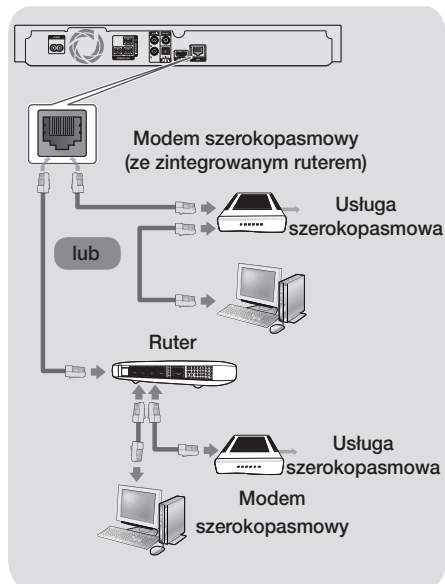 Modem szerokopasmowy
(ze zintegrowanym ruterem)
Usługa
szerokopasmowa
lub
Ruter
Usługa
szerokopasmowa
Modem
szerokopasmowy